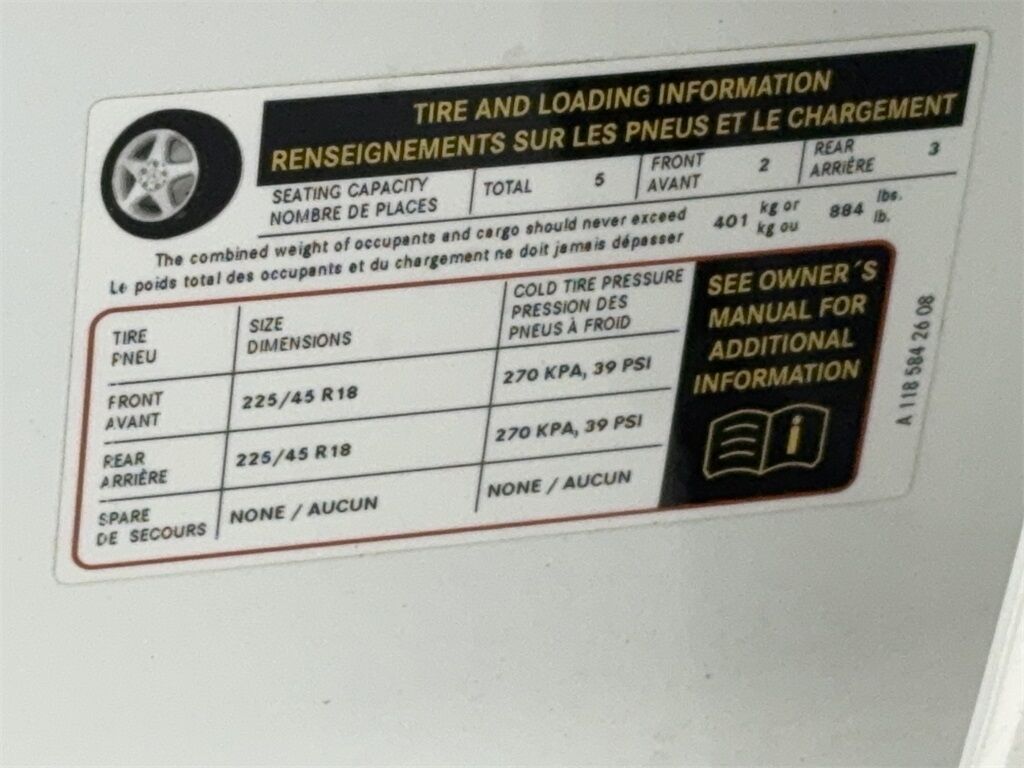 TIRE AND LOADING INFORMATION
RENSEIGNEMENTS SUR LES PNEUS ET LE CHARGEMENT
SEATING CAPACITY TOTAL 5 FRONT 2 REAR 3
NOMBRE DE PLACES AVANT ARRIÈRE
The combined weight of occupants and cargo should never exceed 401 kg or 884 lbs.
Le poids total des occupants et du chargement ne doit jamais dépasser kg ou lb.
TIRE SIZE COLD TIRE PRESSURE
PNEU DIMENSIONS PRESSION DES
PNEUS À FROID
FRONT 225/45 R18 270 KPA, 39 PSI
AVANT
REAR 225/45 R18 270 KPA, 39 PSI
ARRIÈRE
SPARE NONE / AUCUN NONE / AUCUN
DE SECOURS
SEE OWNER´S
MANUAL FOR
ADDITIONAL
INFORMATION
A 118 584 26 08